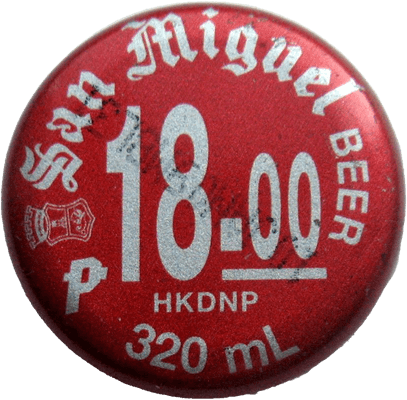 San Miguel BEER
P 18.00
HKDNP
320 mL